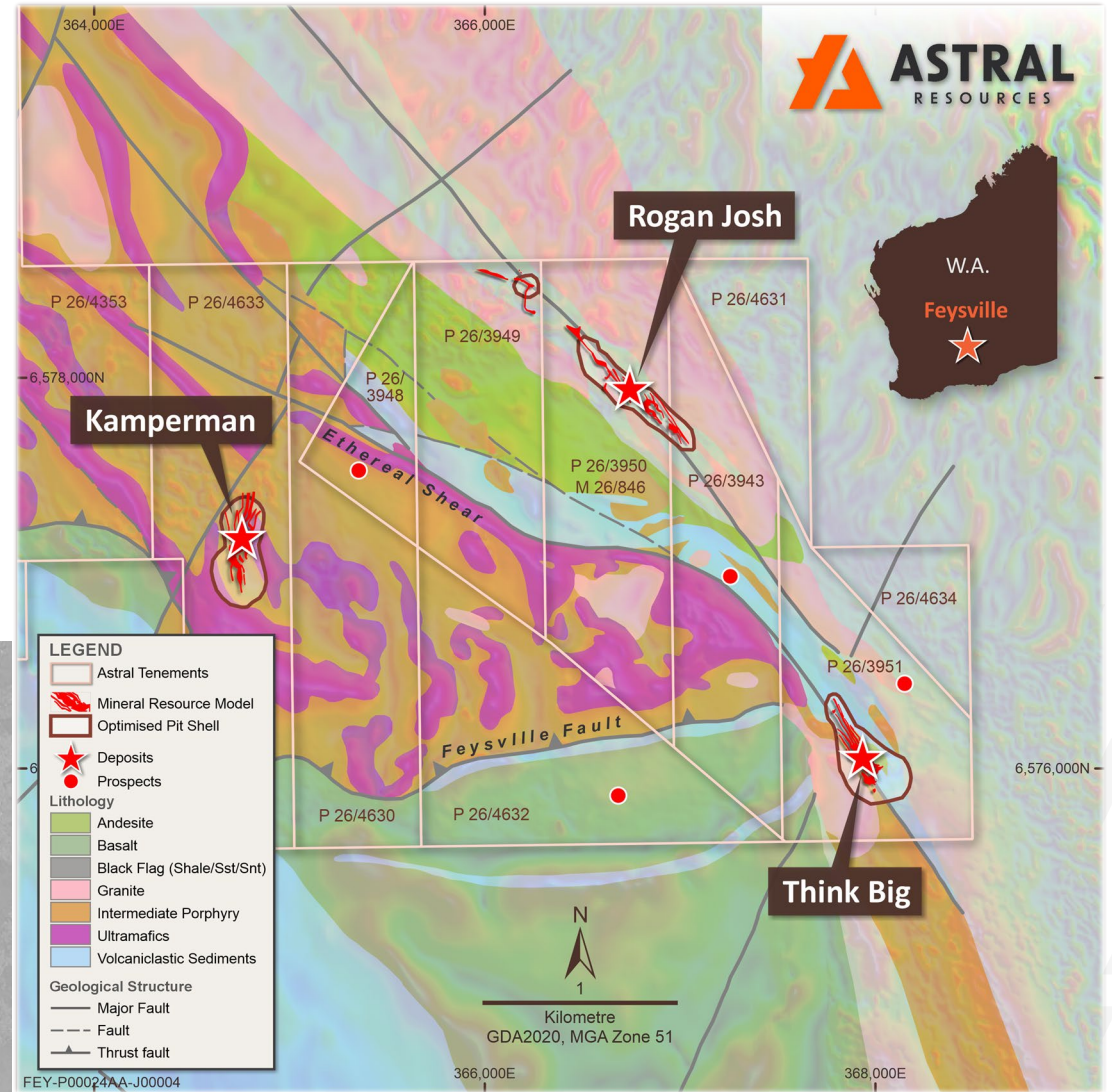 364,000E
366,000E
ASTRAL
RESOURCES
Rogan Josh
W.A.
Feysville
P 26/4353
P 26/4633
P 26/4631
P 26/3949
6,578,000N
P 26/
3948
Kamperman
Ethereal Shear
P 26/3950
M 26/846
P 26/3943
P 26/4634
P 26/3951
Feysville Fault
6,576,000N
P 26/4630
P 26/4632
Think Big
LEGEND
Astral Tenements
Mineral Resource Model
Optimised Pit Shell
Deposits
Prospects
Lithology
Andesite
Basalt
Black Flag (Shale/Sst/Snt)
Granite
Intermediate Porphyry
Ultramafics
Volcaniclastic Sediments
Geological Structure
Major Fault
Fault
Thrust fault
N
1
Kilometre
GDA2020, MGA Zone 51
FEY-P00024AA-J00004
366,000E
368,000E